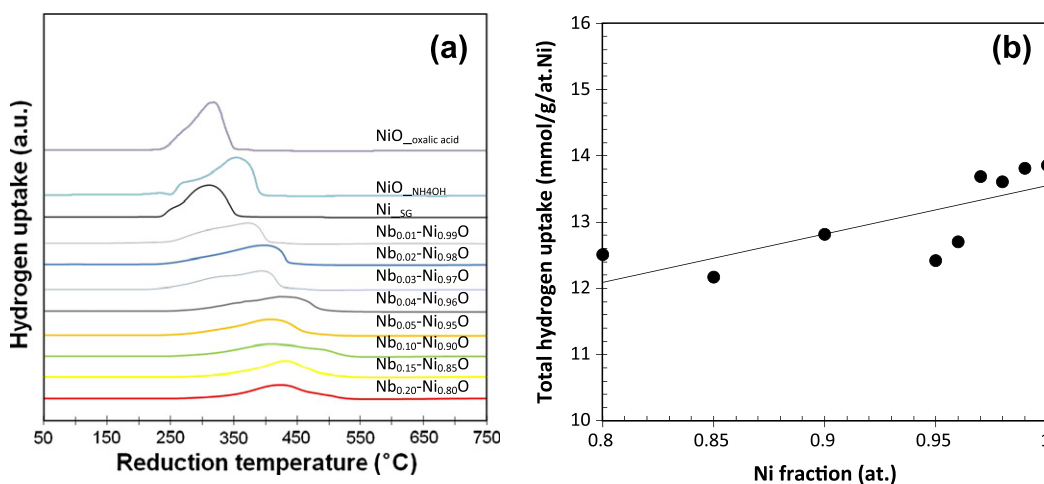 (a)
Hydrogen uptake (a.u.)
NiO_oxalic acid
NiO_NH4OH
Ni_SG
Nb0.01-Ni0.99O
Nb0.02-Ni0.98O
Nb0.03-Ni0.97O
Nb0.04-Ni0.96O
Nb0.05-Ni0.95O
Nb0.10-Ni0.90O
Nb0.15-Ni0.85O
Nb0.20-Ni0.80O
50 150 250 350 450 550 650 750
Reduction temperature (°C)
(b)
Total hydrogen uptake (mmol/g/at.Ni)
16
15
14
13
12
11
10
0.8 0.85 0.9 0.95 1
Ni fraction (at.)